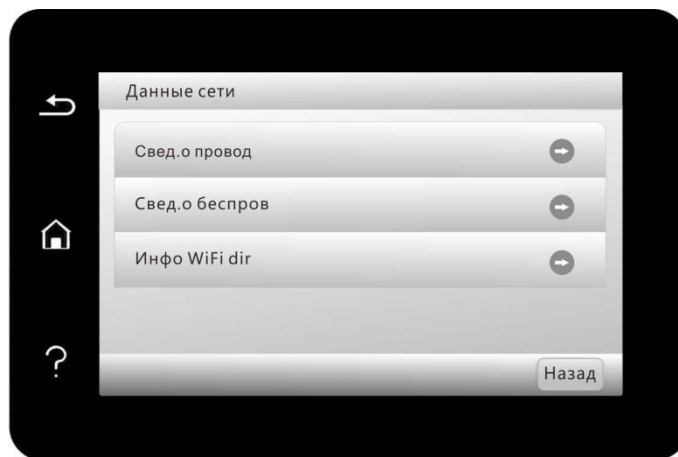 Данные сети
Свед.о провод
Свед.о беспров
Инфо WiFi dir
Назад